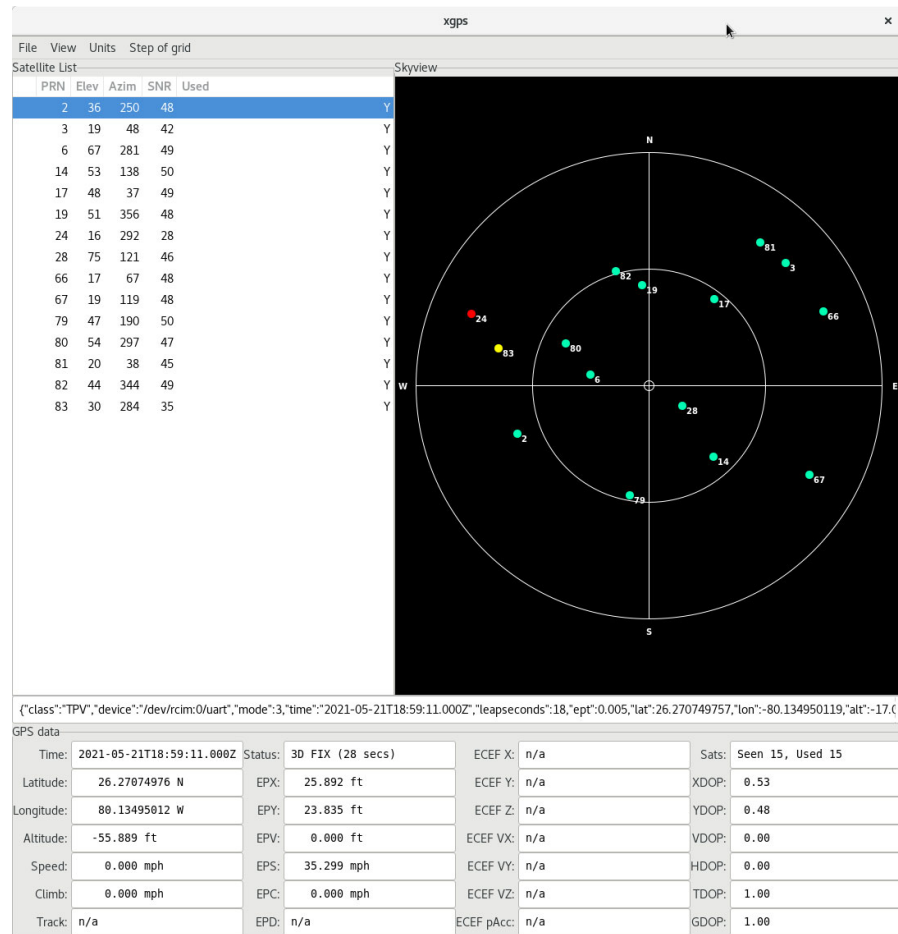 xgps ×
File View Units Step of grid
Satellite List
PRN Elev Azim SNR Used
2 36 250 48 Y
3 19 48 42 Y
6 67 281 49 Y
14 53 138 50 Y
17 48 37 49 Y
19 51 356 48 Y
24 16 292 28 Y
28 75 121 46 Y
66 17 67 48 Y
67 19 119 48 Y
79 47 190 50 Y
80 54 297 47 Y
81 20 38 45 Y
82 44 344 49 Y
83 30 284 35 Y
Skyview
N
81
3
82
19
17
66
24
80
83
6
W
E
28
2
14
67
79
S
{"class":"TPV","device":"/dev/rcim:0/uart","mode":3,"time":"2021-05-21T18:59:11.000Z","leapseconds":18,"ept":0.005,"lat":26.270749757,"lon":-80.134950119,"alt":-17.0
GPS data
Time: 2021-05-21T18:59:11.000Z Status: 3D FIX (28 secs) ECEF X: n/a Sats: Seen 15, Used 15
Latitude: 26.27074976 N EPX: 25.892 ft ECEF Y: n/a XDOP: 0.53
Longitude: 80.13495012 W EPY: 23.835 ft ECEF Z: n/a YDOP: 0.48
Altitude: -55.889 ft EPV: 0.000 ft ECEF VX: n/a VDOP: 0.00
Speed: 0.000 mph EPS: 35.299 mph ECEF VY: n/a HDOP: 0.00
Climb: 0.000 mph EPC: 0.000 mph ECEF VZ: n/a TDOP: 1.00
Track: n/a EPD: n/a ECEF pAcc: n/a GDOP: 1.00